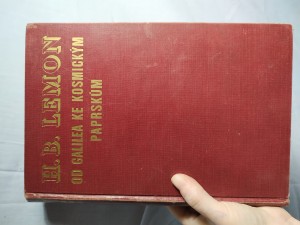 H. B. LEMON
OD GALILEA KE KOSMICKÝM
PAPRSKŮM